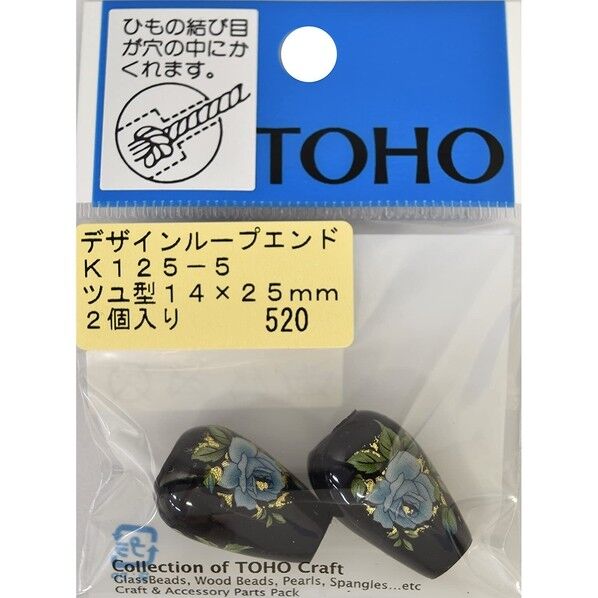 ひもの結び目
が穴の中にか
くれます。
TOHO
デザインループエンド
K125-5
ツユ型14×25mm
2個入り 520
プラ
Collection of TOHO Craft
GlassBeads, Wood Beads, Pearls, Spangles...etc
Craft & Accessory Parts Pack